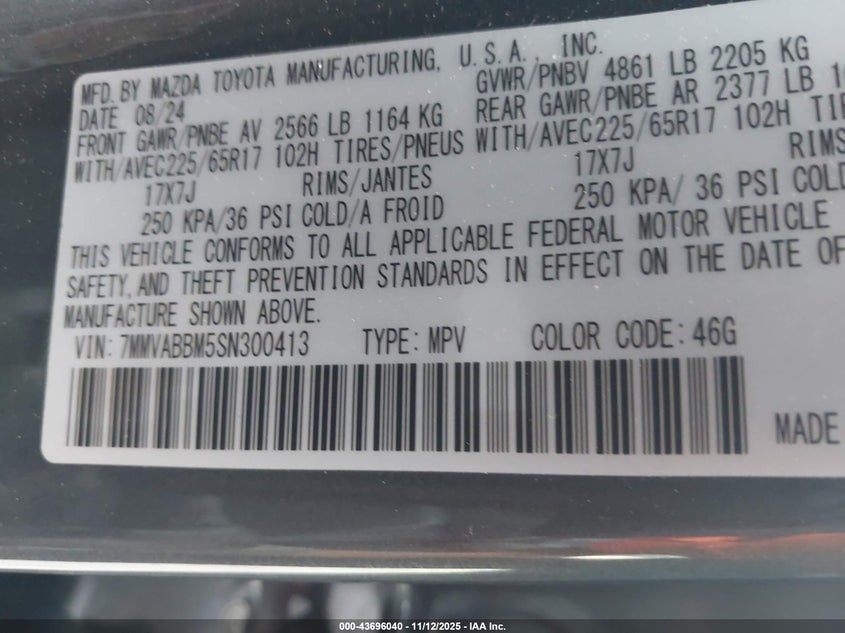 MFD. BY MAZDA TOYOTA MANUFACTURING, U.S.A. INC.
DATE 08/24 GVWR/PNBV 4861 LB 2205 KG
FRONT GAWR/PNBE AV 2566 LB 1164 KG REAR GAWR/PNBE AR 2377 LB
WITH/AVEC225/65R17 102H TIRES/PNEUS WITH/AVEC225/65R17 102H
17X7J RIMS/JANTES 17X7J
250 KPA/36 PSI COLD/A FROID 250 KPA/ 36 PSI COLD
THIS VEHICLE CONFORMS TO ALL APPLICABLE FEDERAL MOTOR VEHICLE
SAFETY, AND THEFT PREVENTION STANDARDS IN EFFECT ON THE DATE OF
MANUFACTURE SHOWN ABOVE.
VIN: 7MMVABBM5SN300413 TYPE: MPV COLOR CODE: 46G
MADE
000-43696040 - 11/12/2025 - IAA Inc.